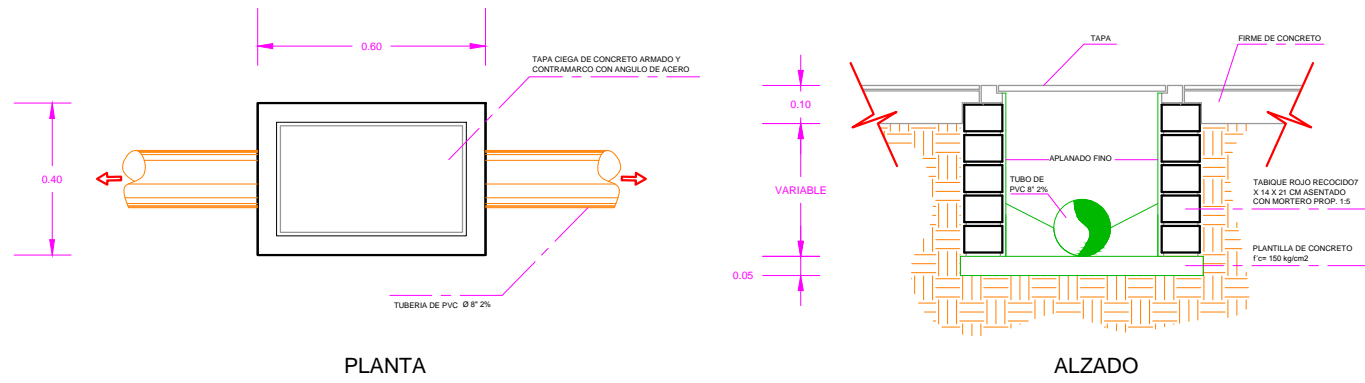 0.60
TAPA CIEGA DE CONCRETO ARMADO Y
CONTRAMARCO CON ANGULO DE ACERO
0.40
TUBERIA DE PVC Ø 8" 2%
PLANTA
TAPA
FIRME DE CONCRETO
0.10
APLANADO FINO
VARIABLE
TUBO DE
PVC 8" 2%
TABIQUE ROJO RECOCIDO7
X 14 X 21 CM ASENTADO
CON MORTERO PROP. 1:5
PLANTILLA DE CONCRETO
f´c= 150 kg/cm2
0.05
ALZADO